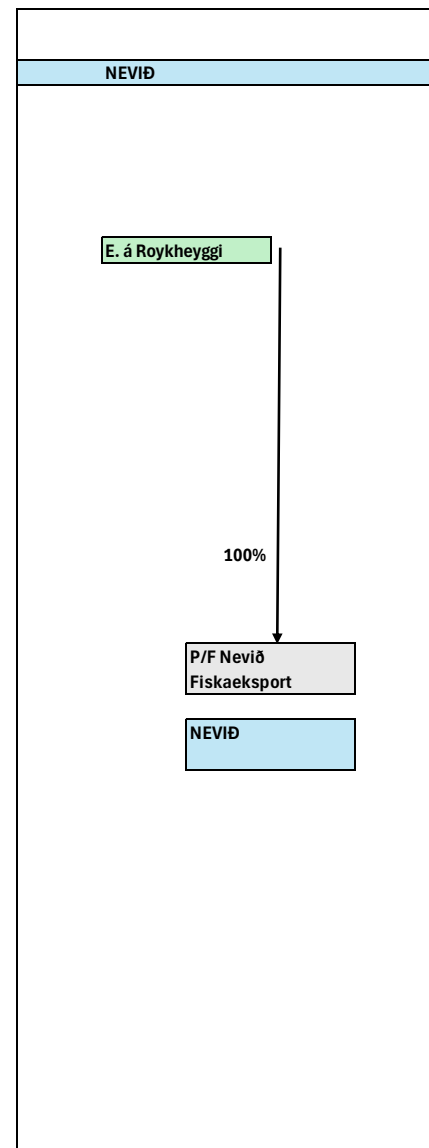 NEVIÐ
E. á Roykheyggi
100%
P/F Nevið
Fiskaeksport
NEVIÐ